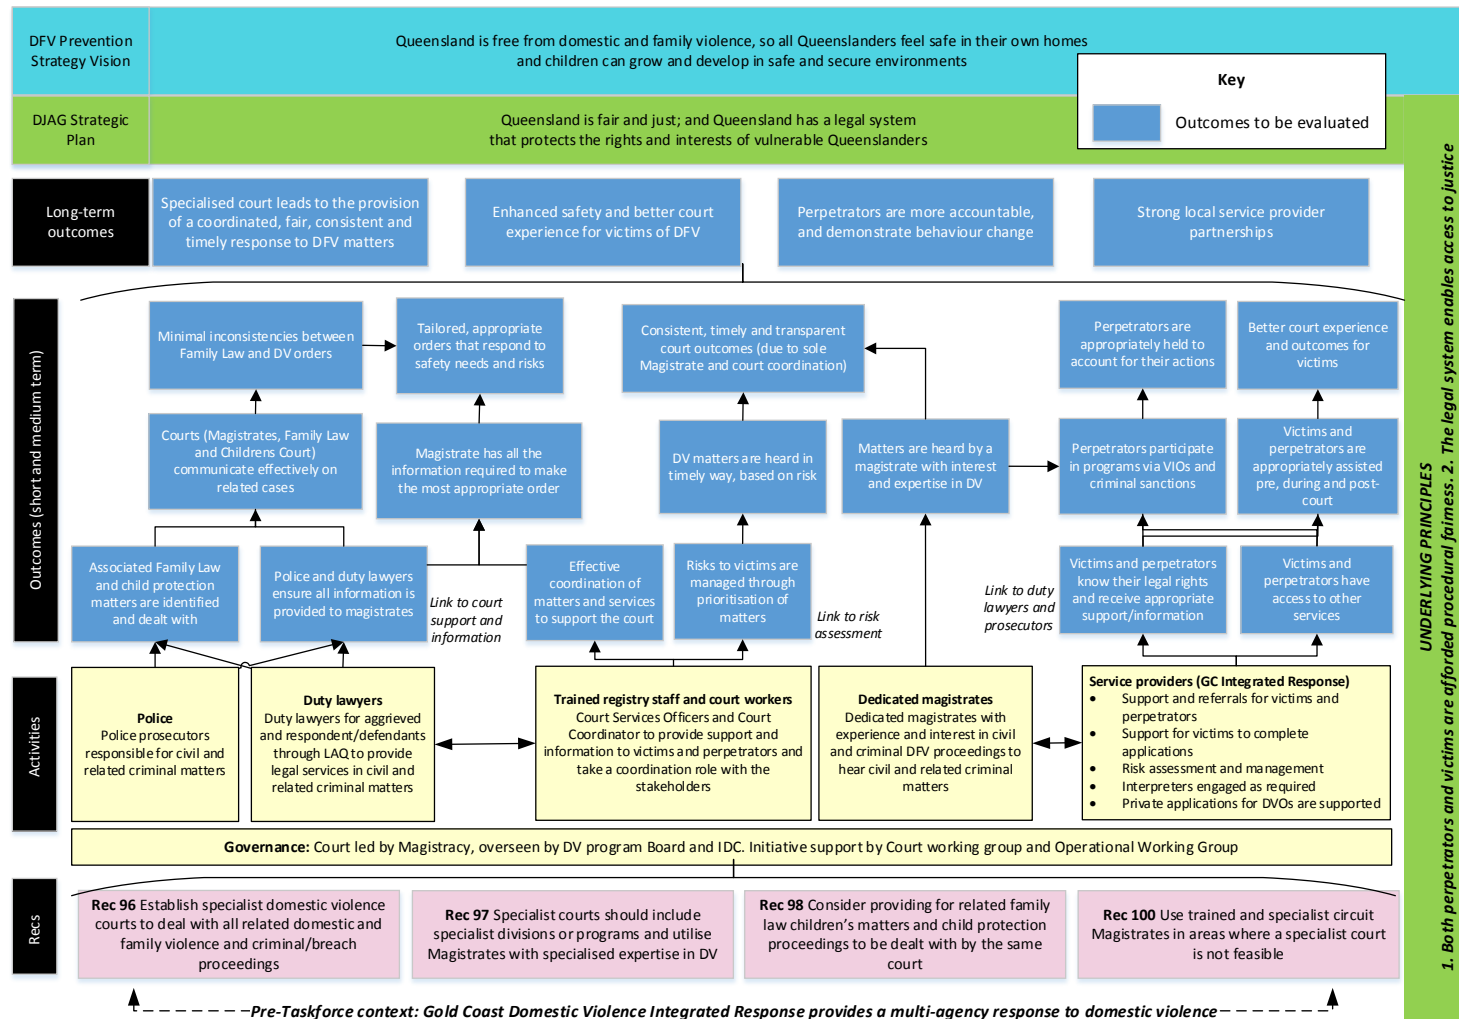 DFV Prevention
Strategy Vision
Queensland is free from domestic and family violence, so all Queenslanders feel safe in their own homes
and children can grow and develop in safe and secure environments
Key
Outcomes to be evaluated
DJAG Strategic
Plan
Queensland is fair and just; and Queensland has a legal system
that protects the rights and interests of vulnerable Queenslanders
Long-term
outcomes
Specialised court leads to the provision
of a coordinated, fair, consistent and
timely response to DFV matters
Enhanced safety and better court
experience for victims of DFV
Perpetrators are more accountable,
and demonstrate behaviour change
Strong local service provider
partnerships
Outcomes (short and medium term)
Minimal inconsistencies between
Family Law and DV orders
Tailored, appropriate
orders that respond to
safety needs and risks
Consistent, timely and transparent
court outcomes (due to sole
Magistrate and court coordination)
Perpetrators are
appropriately held to
account for their actions
Better court experience
and outcomes for
victims
Courts (Magistrates, Family Law
and Childrens Court)
communicate effectively on
related cases
Magistrate has all the
information required to make
the most appropriate order
DV matters are heard in
timely way, based on risk
Matters are heard by a
magistrate with interest
and expertise in DV
Perpetrators participate
in programs via VIOs and
criminal sanctions
Victims and
perpetrators are
appropriately assisted
pre, during and post-
court
Associated Family Law
and child protection
matters are identified
and dealt with
Police and duty lawyers
ensure all information is
provided to magistrates
Link to court
support and
information
Effective
coordination of
matters and services
to support the court
Risks to victims are
managed through
prioritisation of
matters
Link to risk
assessment
Link to duty
lawyers and
prosecutors
Victims and perpetrators
know their legal rights
and receive appropriate
support/information
Victims and
perpetrators have
access to other
services
Activities
Police
Police prosecutors
responsible for civil and
related criminal matters
Duty lawyers
Duty lawyers for aggrieved
and respondent/defendants
through LAQ to provide
legal services in civil and
related criminal matters
Trained registry staff and court workers
Court Services Officers and Court
Coordinator to provide support and
information to victims and perpetrators and
take a coordination role with the
stakeholders
Dedicated magistrates
Dedicated magistrates with
experience and interest in civil
and criminal DFV proceedings to
hear civil and related criminal
matters
Service providers (GC Integrated Response)
• Support and referrals for victims and
perpetrators
• Support for victims to complete
applications
• Risk assessment and management
• Interpreters engaged as required
• Private applications for DVOs are supported
Governance: Court led by Magistracy, overseen by DV program Board and IDC. Initiative support by Court working group and Operational Working Group
Recs
Rec 96 Establish specialist domestic violence
courts to deal with all related domestic and
family violence and criminal/breach
proceedings
Rec 97 Specialist courts should include
specialist divisions or programs and utilise
Magistrates with specialised expertise in DV
Rec 98 Consider providing for related family
law children's matters and child protection
proceedings to be dealt with by the same
court
Rec 100 Use trained and specialist circuit
Magistrates in areas where a specialist court
is not feasible
Pre-Taskforce context: Gold Coast Domestic Violence Integrated Response provides a multi-agency response to domestic violence
UNDERLYING PRINCIPLES
1. Both perpetrators and victims are afforded procedural fairness. 2. The legal system enables access to justice